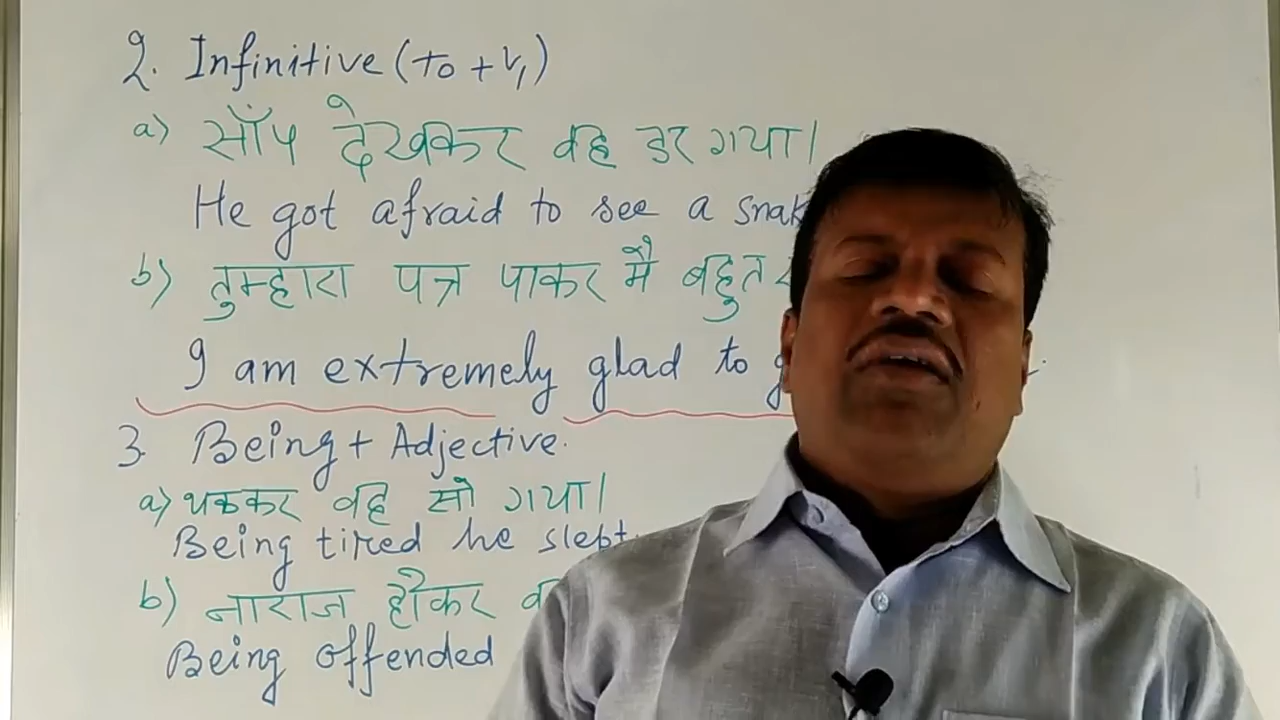 2. Infinitive (to + V1)
a) साँप देखकर वह डर गया।
He got afraid to see a
b) तुम्हारा पत्र पाकर मै बहुत
I am extremely glad to
3. Being + Adjective.
a) थककर वह सो गया।
Being tired he slept.
b) नाराज होकर
Being offended